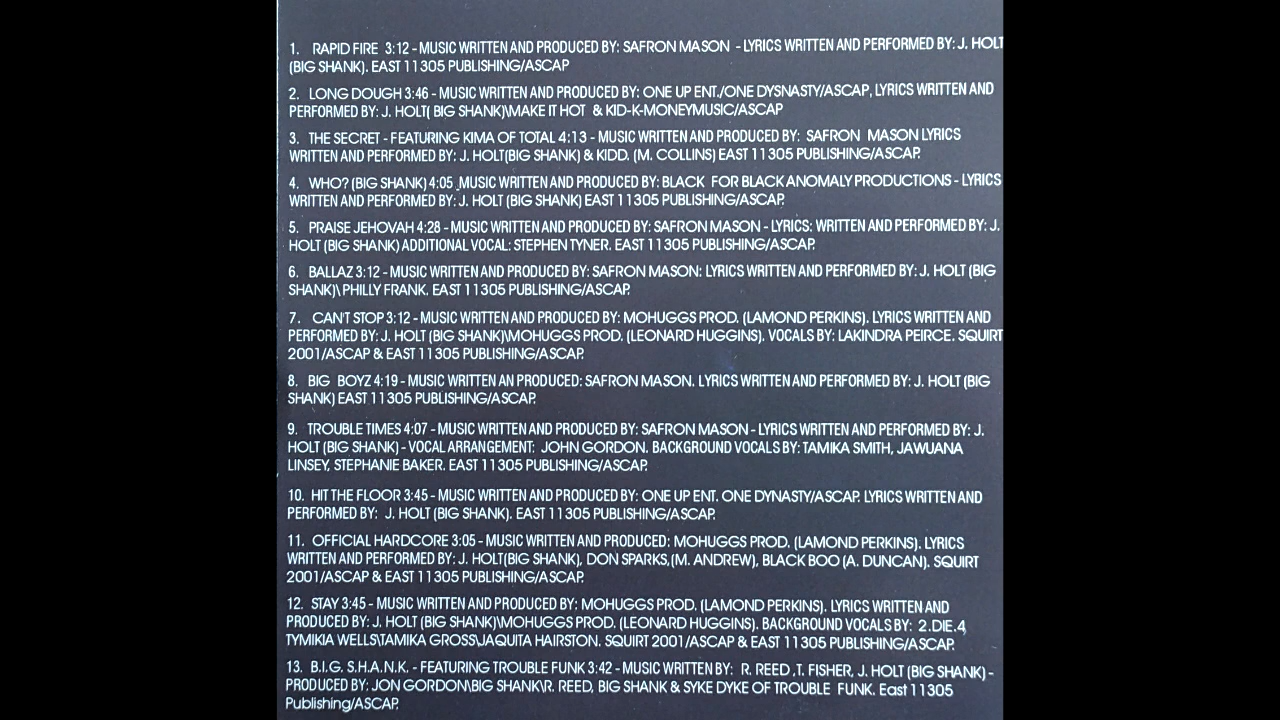 1. RAPID FIRE 3:12 - MUSIC WRITTEN AND PRODUCED BY: SAFRON MASON - LYRICS WRITTEN AND PERFORMED BY: J. HOLT
(BIG SHANK). EAST 11305 PUBLISHING/ASCAP
2. LONG DOUGH 3:46 - MUSIC WRITTEN AND PRODUCED BY: ONE UP ENT./ONE DYSNASTY/ASCAP, LYRICS WRITTEN AND
PERFORMED BY: J. HOLT( BIG SHANK)\MAKE IT HOT & KID-K-MONEYMUSIC/ASCAP
3. THE SECRET - FEATURING KIMA OF TOTAL 4:13 - MUSIC WRITTEN AND PRODUCED BY: SAFRON MASON LYRICS
WRITTEN AND PERFORMED BY: J. HOLT(BIG SHANK) & KIDD. (M. COLLINS) EAST 11305 PUBLISHING/ASCAP.
4. WHO? (BIG SHANK) 4:05 .MUSIC WRITTEN AND PRODUCED BY: BLACK FOR BLACK ANOMALY PRODUCTIONS - LYRICS
WRITTEN AND PERFORMED BY: J. HOLT (BIG SHANK) EAST 11305 PUBLISHING/ASCAP.
5. PRAISE JEHOVAH 4:28 - MUSIC WRITTEN AND PRODUCED BY: SAFRON MASON - LYRICS: WRITTEN AND PERFORMED BY: J.
HOLT (BIG SHANK) ADDITIONAL VOCAL: STEPHEN TYNER. EAST 11305 PUBLISHING/ASCAP.
6. BALLAZ 3:12 - MUSIC WRITTEN AND PRODUCED BY: SAFRON MASON: LYRICS WRITTEN AND PERFORMED BY: J. HOLT (BIG
SHANK)\ PHILLY FRANK. EAST 11305 PUBLISHING/ASCAP.
7. CAN'T STOP 3:12 - MUSIC WRITTEN AND PRODUCED BY: MOHUGGS PROD. (LAMOND PERKINS). LYRICS WRITTEN AND
PERFORMED BY: J. HOLT (BIG SHANK)\MOHUGGS PROD. (LEONARD HUGGINS). VOCALS BY: LAKINDRA PEIRCE. SQUIRT
2001/ASCAP & EAST 11305 PUBLISHING/ASCAP.
8. BIG BOYZ 4:19 - MUSIC WRITTEN AN PRODUCED: SAFRON MASON. LYRICS WRITTEN AND PERFORMED BY: J. HOLT (BIG
SHANK) EAST 11305 PUBLISHING/ASCAP.
9. TROUBLE TIMES 4:07 - MUSIC WRITTEN AND PRODUCED BY: SAFRON MASON - LYRICS WRITTEN AND PERFORMED BY: J.
HOLT (BIG SHANK) - VOCAL ARRANGEMENT: JOHN GORDON. BACKGROUND VOCALS BY: TAMIKA SMITH, JAWUANA
LINSEY, STEPHANIE BAKER. EAST 11305 PUBLISHING/ASCAP.
10. HIT THE FLOOR 3:45 - MUSIC WRITTEN AND PRODUCED BY: ONE UP ENT. ONE DYNASTY/ASCAP. LYRICS WRITTEN AND
PERFORMED BY: J. HOLT (BIG SHANK). EAST 11305 PUBLISHING/ASCAP.
11. OFFICIAL HARDCORE 3:05 - MUSIC WRITTEN AND PRODUCED: MOHUGGS PROD. (LAMOND PERKINS). LYRICS
WRITTEN AND PERFORMED BY: J. HOLT(BIG SHANK), DON SPARKS,(M. ANDREW), BLACK BOO (A. DUNCAN). SQUIRT
2001/ASCAP & EAST 11305 PUBLISHING/ASCAP.
12. STAY 3:45 - MUSIC WRITTEN AND PRODUCED BY: MOHUGGS PROD. (LAMOND PERKINS). LYRICS WRITTEN AND
PRODUCED BY: J. HOLT (BIG SHANK)\MOHUGGS PROD. (LEONARD HUGGINS). BACKGROUND VOCALS BY: 2.DIE.4,
TYMIKIA WELLS\TAMIKA GROSS\JAQUITA HAIRSTON. SQUIRT 2001/ASCAP & EAST 11305 PUBLISHING/ASCAP.
13. B.I.G. S.H.A.N.K. - FEATURING TROUBLE FUNK 3:42 - MUSIC WRITTEN BY: R. REED ,T. FISHER, J. HOLT (BIG SHANK) -
PRODUCED BY: JON GORDON\BIG SHANK\R. REED, BIG SHANK & SYKE DYKE OF TROUBLE FUNK. East 11305
Publishing/ASCAP.